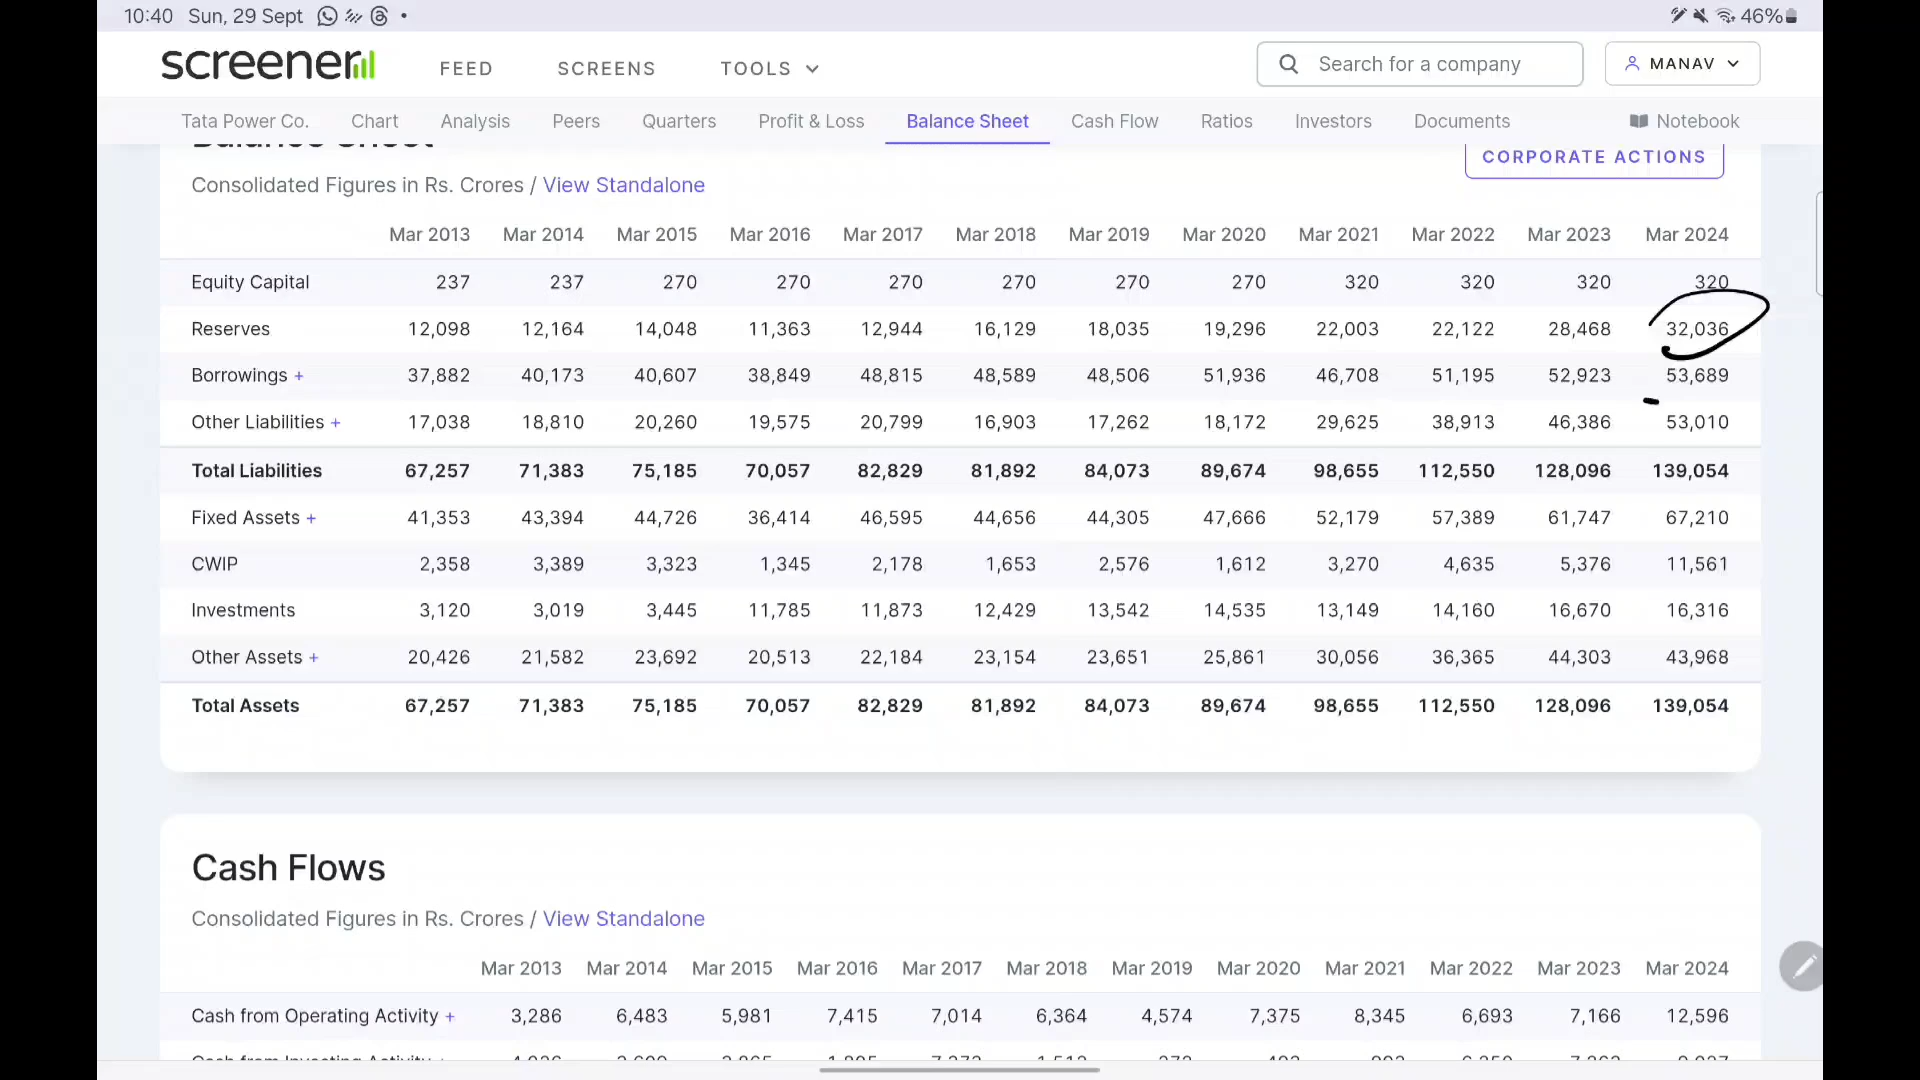 10:40 Sun, 29 Sept 46%
screener FEED SCREENS TOOLS Search for a company MANAV
Tata Power Co. Chart Analysis Peers Quarters Profit & Loss Balance Sheet Cash Flow Ratios Investors Documents Notebook
Balance Sheet CORPORATE ACTIONS
Consolidated Figures in Rs. Crores / View Standalone
Mar 2013 Mar 2014 Mar 2015 Mar 2016 Mar 2017 Mar 2018 Mar 2019 Mar 2020 Mar 2021 Mar 2022 Mar 2023 Mar 2024
Equity Capital 237 237 270 270 270 270 270 270 320 320 320 320
Reserves 12,098 12,164 14,048 11,363 12,944 16,129 18,035 19,296 22,003 22,122 28,468 32,036
Borrowings + 37,882 40,173 40,607 38,849 48,815 48,589 48,506 51,936 46,708 51,195 52,923 53,689
Other Liabilities + 17,038 18,810 20,260 19,575 20,799 16,903 17,262 18,172 29,625 38,913 46,386 53,010
Total Liabilities 67,257 71,383 75,185 70,057 82,829 81,892 84,073 89,674 98,655 112,550 128,096 139,054
Fixed Assets + 41,353 43,394 44,726 36,414 46,595 44,656 44,305 47,666 52,179 57,389 61,747 67,210
CWIP 2,358 3,389 3,323 1,345 2,178 1,653 2,576 1,612 3,270 4,635 5,376 11,561
Investments 3,120 3,019 3,445 11,785 11,873 12,429 13,542 14,535 13,149 14,160 16,670 16,316
Other Assets + 20,426 21,582 23,692 20,513 22,184 23,154 23,651 25,861 30,056 36,365 44,303 43,968
Total Assets 67,257 71,383 75,185 70,057 82,829 81,892 84,073 89,674 98,655 112,550 128,096 139,054
Cash Flows
Consolidated Figures in Rs. Crores / View Standalone
Mar 2013 Mar 2014 Mar 2015 Mar 2016 Mar 2017 Mar 2018 Mar 2019 Mar 2020 Mar 2021 Mar 2022 Mar 2023 Mar 2024
Cash from Operating Activity + 3,286 6,483 5,981 7,415 7,014 6,364 4,574 7,375 8,345 6,693 7,166 12,596
Cash from Investing Activity